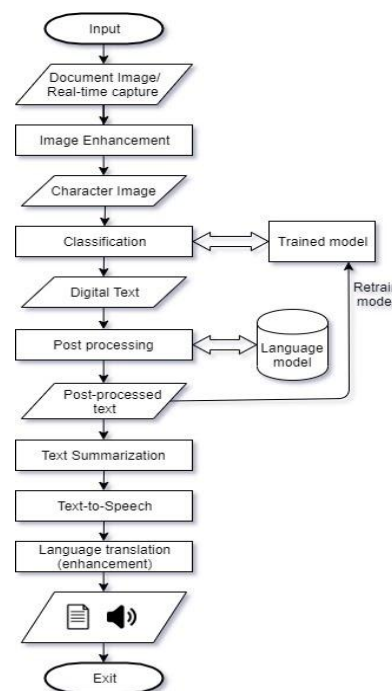 Input
Document Image/
Real-time capture
Image Enhancement
Character Image
Classification
Trained model
Digital Text
Retrain
model
Post processing
Language
model
Post-processed
text
Text Summarization
Text-to-Speech
Language translation
(enhancement)
Exit